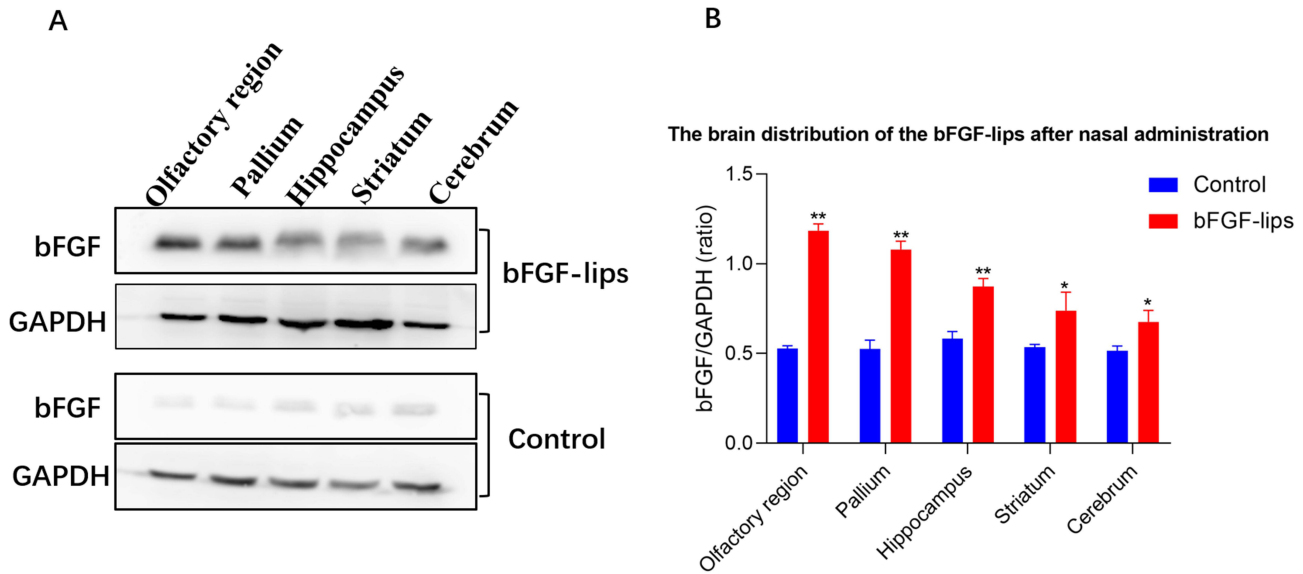 A
Olfactory region
Pallium
Hippocampus
Striatum
Cerebrum
bFGF
GAPDH
bFGF-lips
bFGF
GAPDH
Control
B
The brain distribution of the bFGF-lips after nasal administration
bFGF/GAPDH (ratio)
1.5
1.0
0.5
0.0
**
**
**
*
*
Control
bFGF-lips
Olfactory region
Pallium
Hippocampus
Striatum
Cerebrum